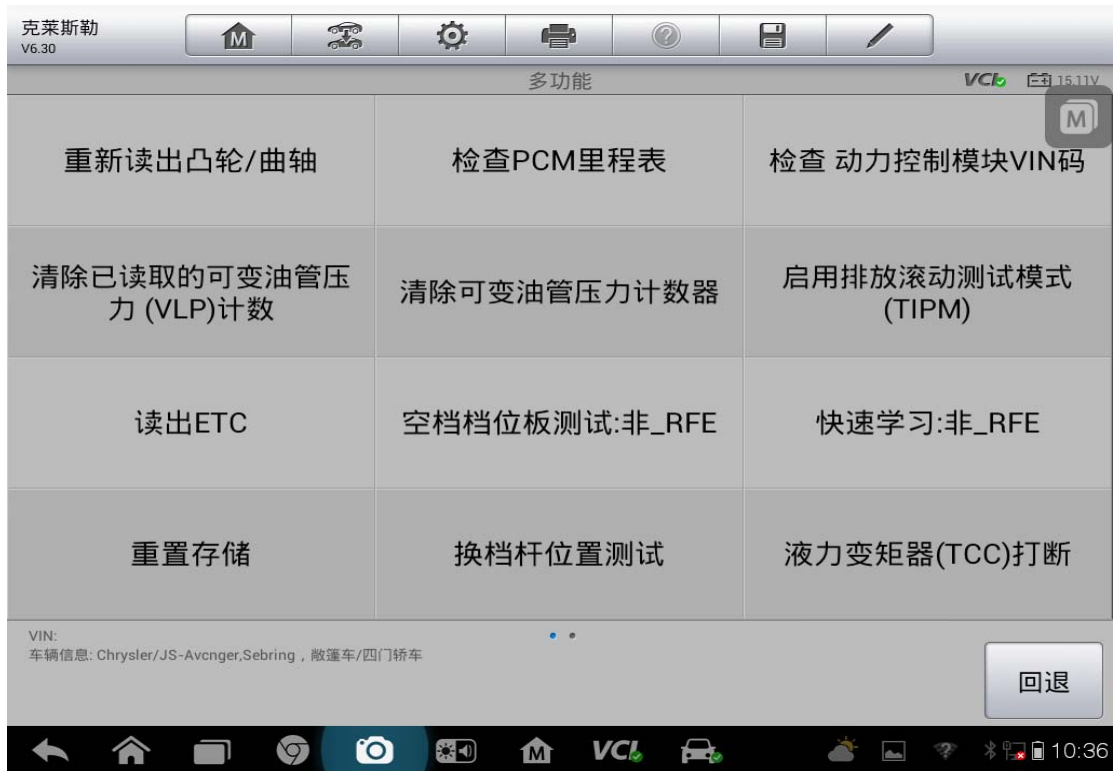 克莱斯勒
V6.30
M
多功能
VCI 15.11V
M
重新读出凸轮/曲轴
检查PCM里程表
检查 动力控制模块VIN码
清除已读取的可变油管压
力 (VLP)计数
清除可变油管压力计数器
启用排放滚动测试模式
(TIPM)
读出ETC
空档档位板测试:非_RFE
快速学习:非_RFE
重置存储
换档杆位置测试
液力变矩器(TCC)打断
VIN:
车辆信息: Chrysler/JS-Avcnger,Sebring，敞篷车/四门轿车
回退
M
VCI
10:36